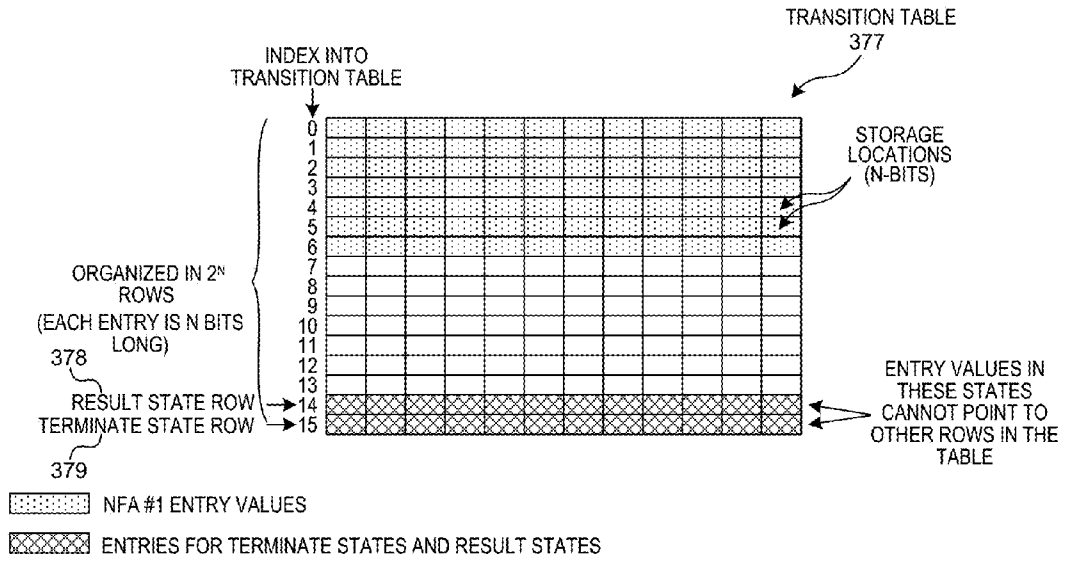 TRANSITION TABLE
377
INDEX INTO
TRANSITION TABLE
0
1
2
3
4
5
6
7
8
9
10
11
12
13
14
15
STORAGE
LOCATIONS
(N-BITS)
ORGANIZED IN 2ᴺ
ROWS
(EACH ENTRY IS N BITS
LONG)
378
RESULT STATE ROW
TERMINATE STATE ROW
379
ENTRY VALUES IN
THESE STATES
CANNOT POINT TO
OTHER ROWS IN THE
TABLE
NFA #1 ENTRY VALUES
ENTRIES FOR TERMINATE STATES AND RESULT STATES